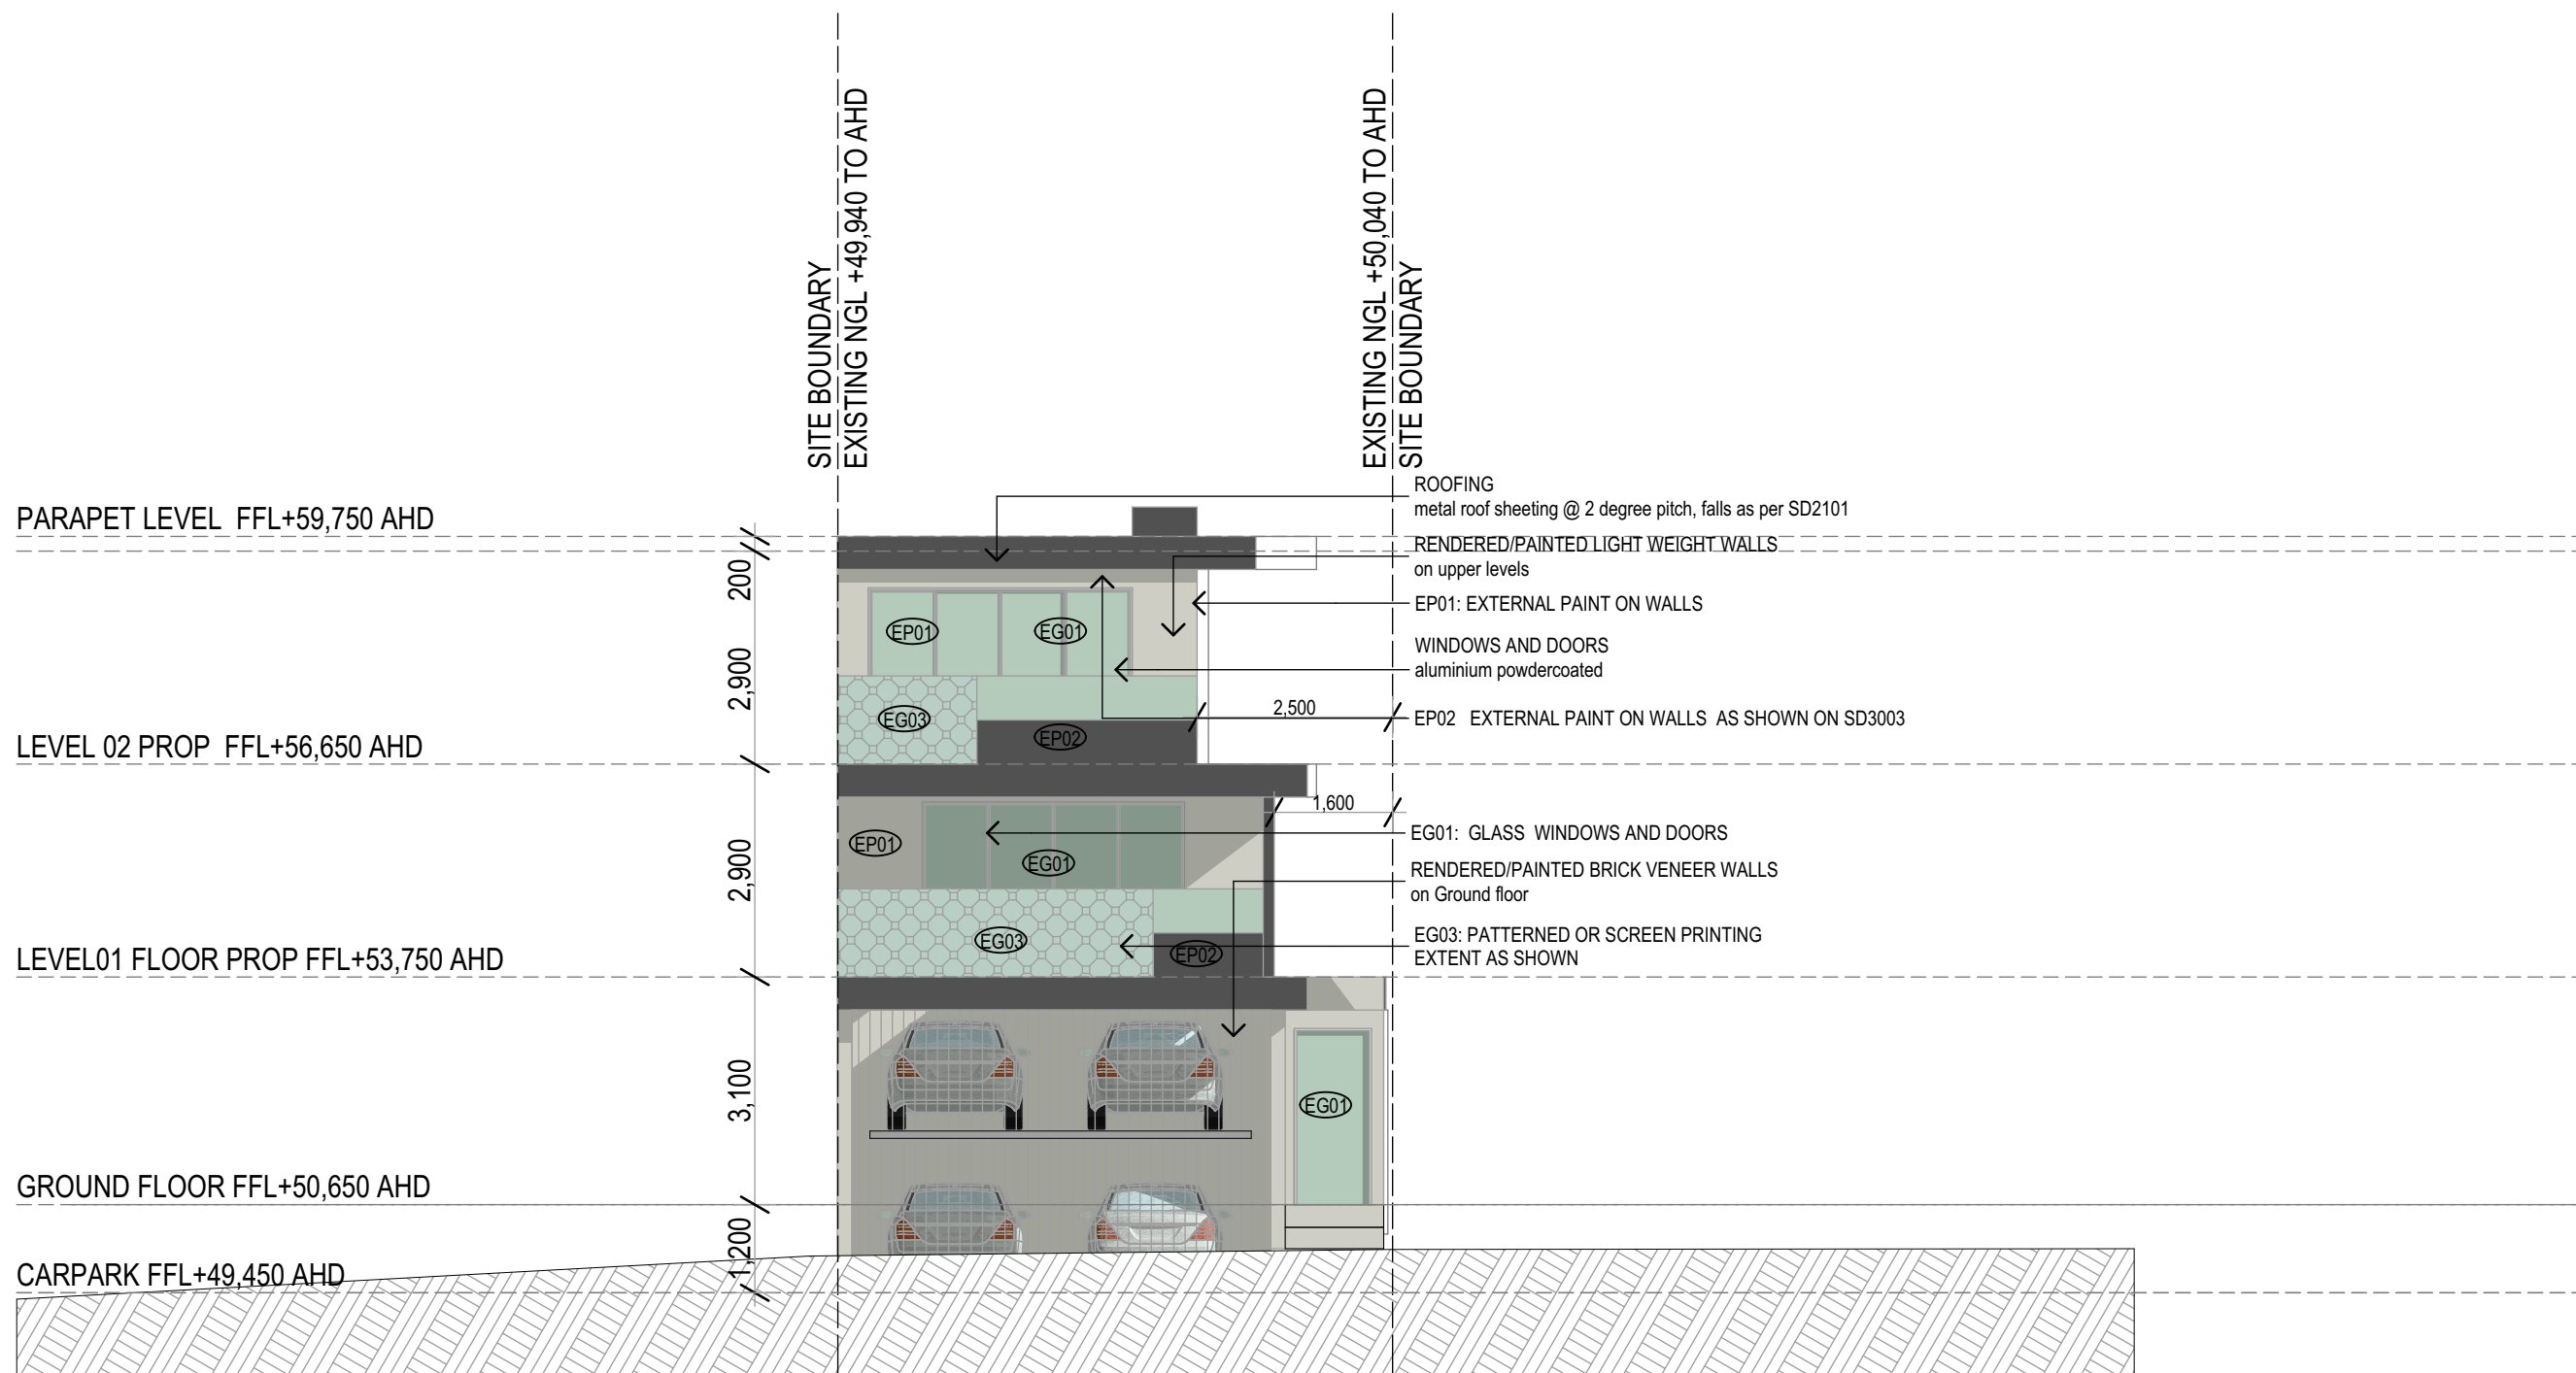 SITE BOUNDARY
EXISTING NGL +49,940 TO AHD
EXISTING NGL +50,040 TO AHD
SITE BOUNDARY
PARAPET LEVEL  FFL+59,750 AHD
LEVEL 02 PROP  FFL+56,650 AHD
LEVEL01 FLOOR PROP FFL+53,750 AHD
GROUND FLOOR FFL+50,650 AHD
CARPARK FFL+49,450 AHD
200
2,900
2,900
3,100
1,200
EP01
EG01
EG03
EP02
2,500
EP01
EG01
1,600
EG03
EP02
EG01
ROOFING
metal roof sheeting @ 2 degree pitch, falls as per SD2101
RENDERED/PAINTED LIGHT WEIGHT WALLS
on upper levels
EP01: EXTERNAL PAINT ON WALLS
WINDOWS AND DOORS
aluminium powdercoated
EP02   EXTERNAL PAINT ON WALLS  AS SHOWN ON SD3003
EG01:  GLASS  WINDOWS AND DOORS
RENDERED/PAINTED BRICK VENEER WALLS
on Ground floor
EG03: PATTERNED OR SCREEN PRINTING
EXTENT AS SHOWN